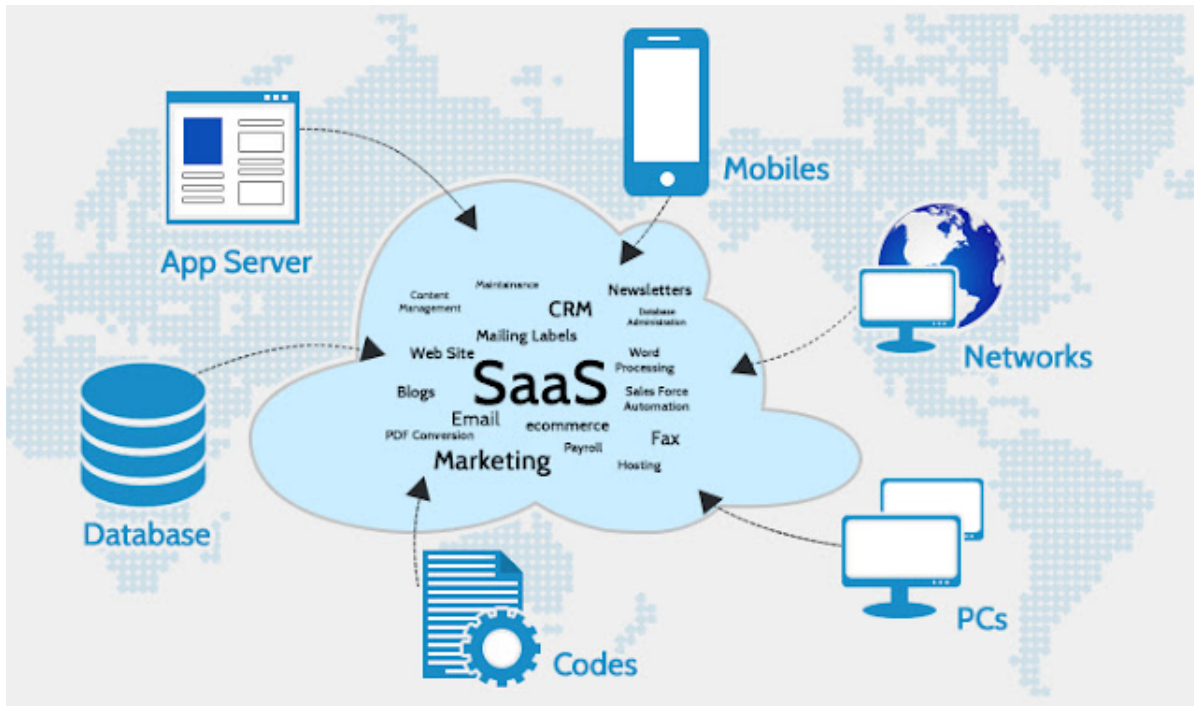 Mobiles
App Server
Maintainance
Content
Management
CRM
Newsletters
Database
Administration
Mailing Labels
Web Site
Word
Processing
SaaS
Blogs
Sales Force
Automation
Email
ecommerce
PDF Conversion
Fax
Payroll
Marketing
Hosting
Networks
Database
Codes
PCs